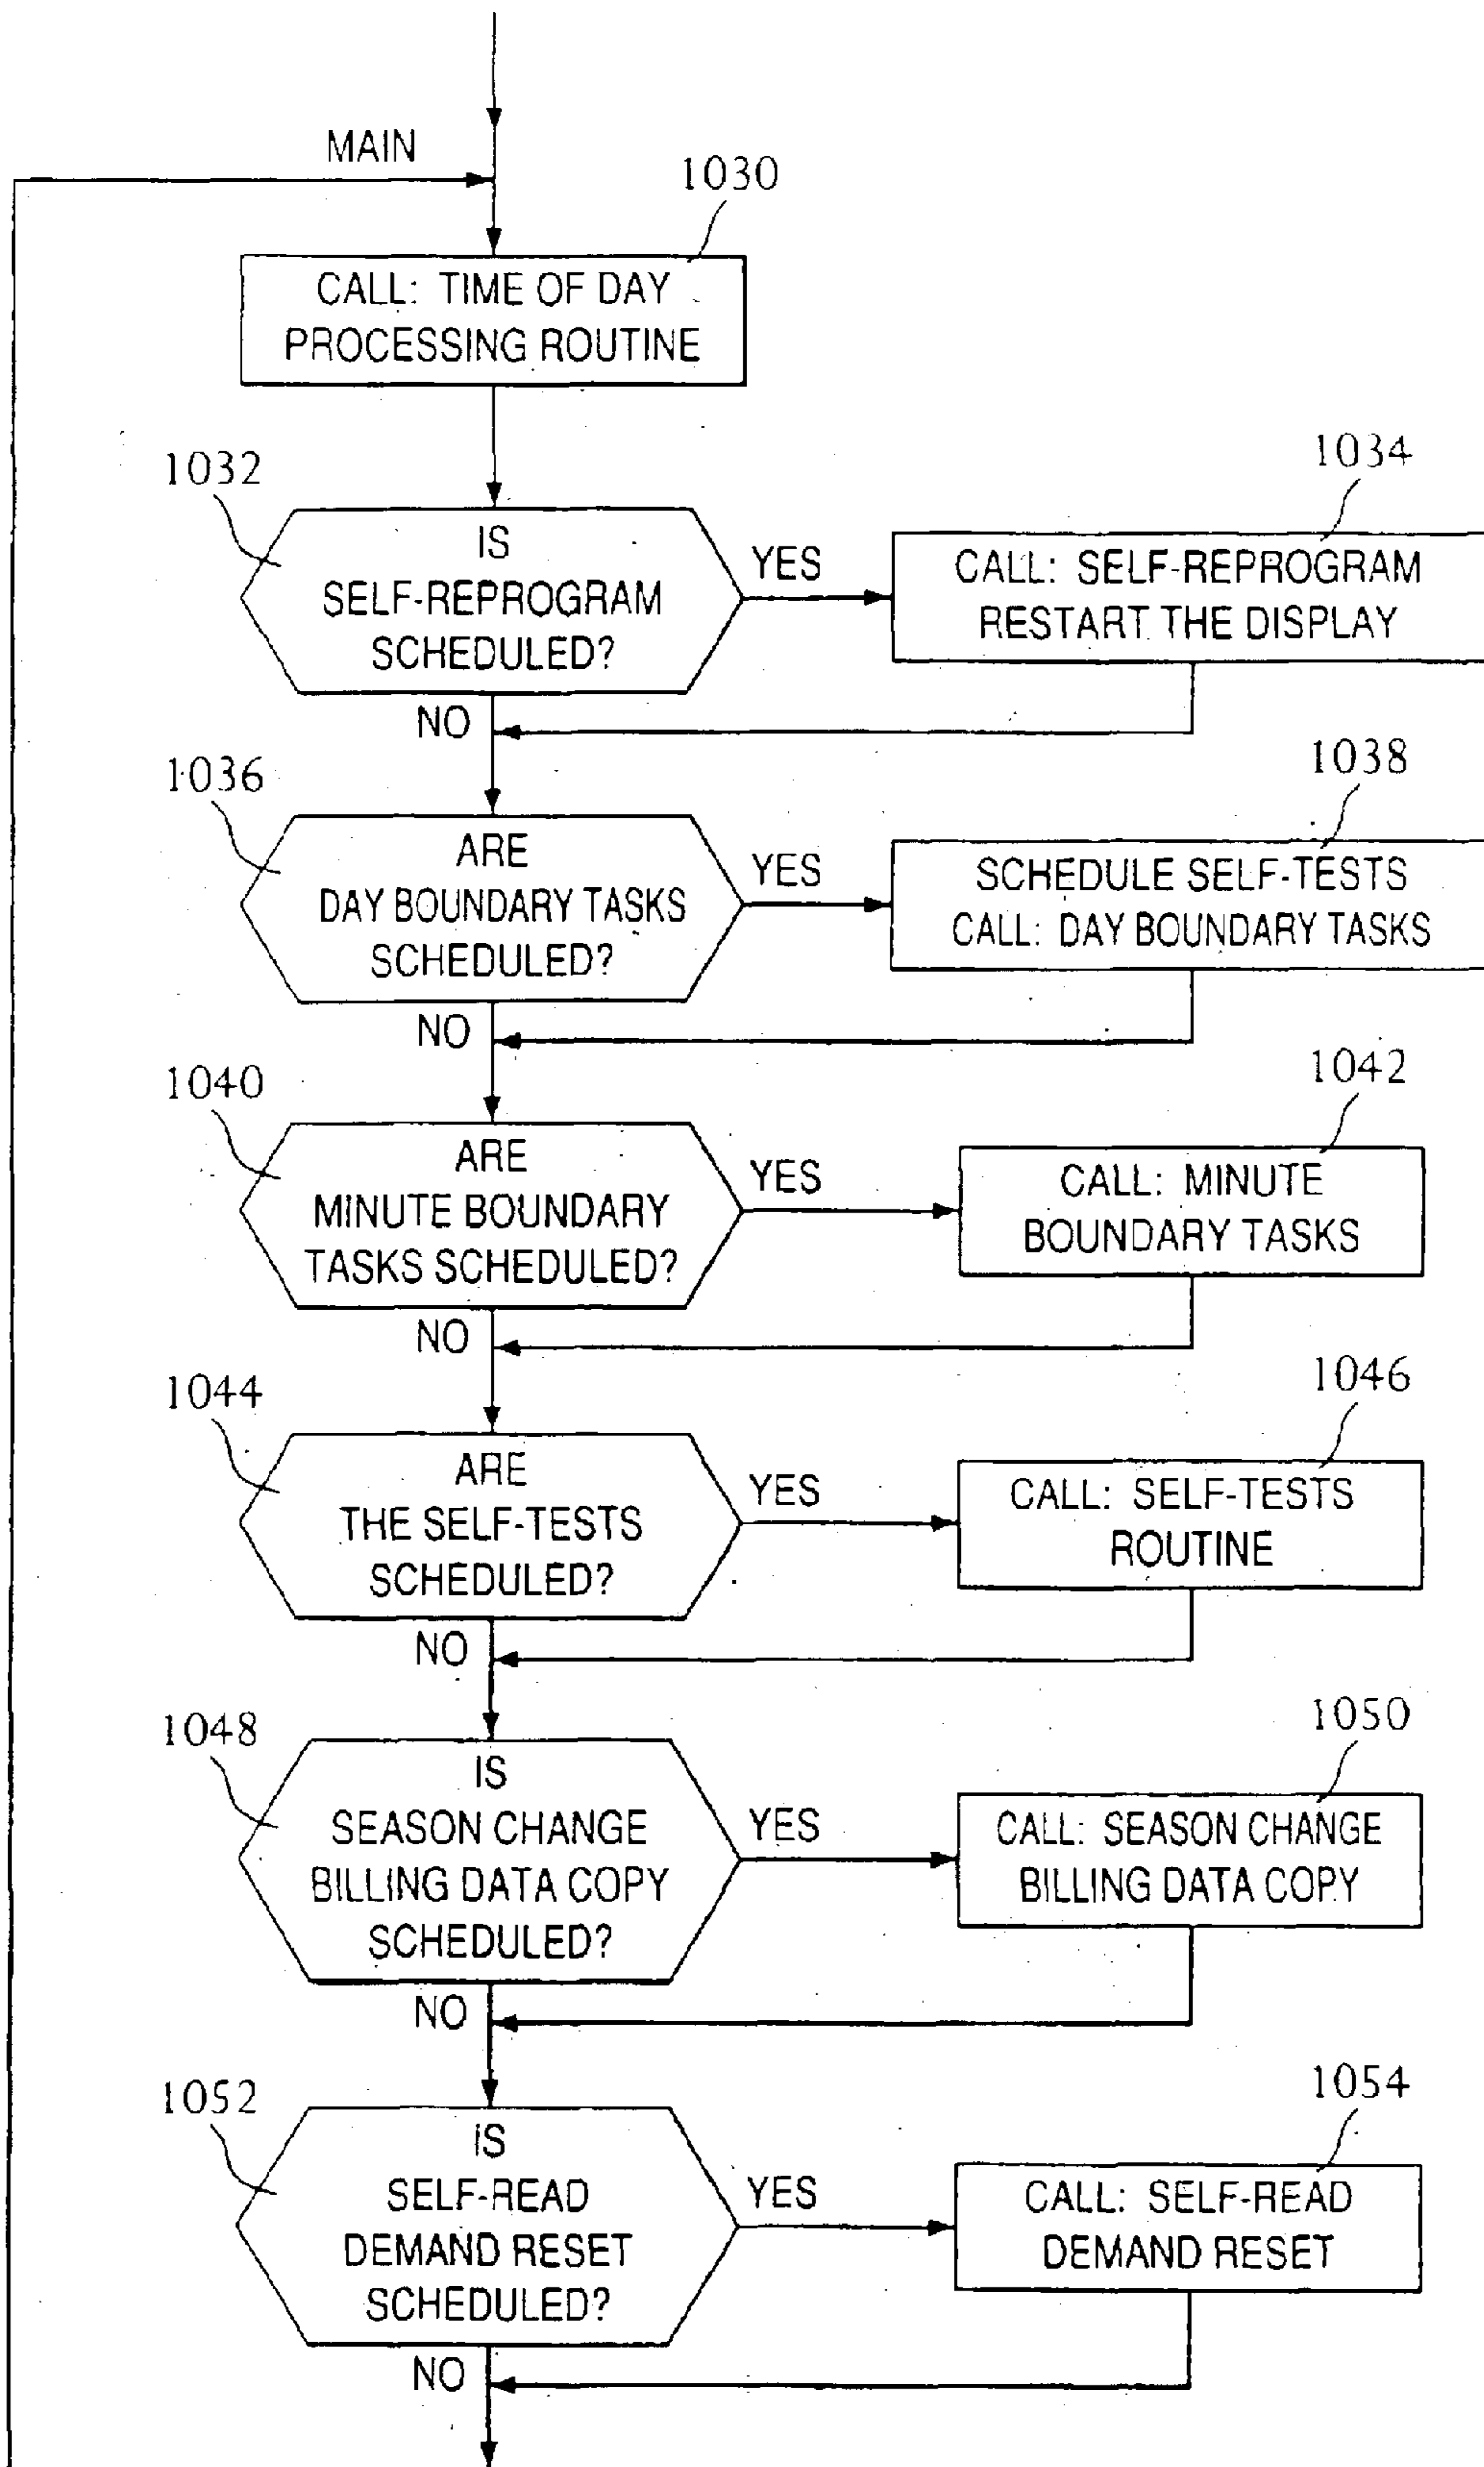 MAIN
1030
CALL: TIME OF DAY
PROCESSING ROUTINE
1032
IS
SELF-REPROGRAM
SCHEDULED?
YES
1034
CALL: SELF-REPROGRAM
RESTART THE DISPLAY
NO
1036
ARE
DAY BOUNDARY TASKS
SCHEDULED?
YES
1038
SCHEDULE SELF-TESTS
CALL: DAY BOUNDARY TASKS
NO
1040
ARE
MINUTE BOUNDARY
TASKS SCHEDULED?
YES
1042
CALL: MINUTE
BOUNDARY TASKS
NO
1044
ARE
THE SELF-TESTS
SCHEDULED?
YES
1046
CALL: SELF-TESTS
ROUTINE
NO
1048
IS
SEASON CHANGE
BILLING DATA COPY
SCHEDULED?
YES
1050
CALL: SEASON CHANGE
BILLING DATA COPY
NO
1052
IS
SELF-READ
DEMAND RESET
SCHEDULED?
YES
1054
CALL: SELF-READ
DEMAND RESET
NO